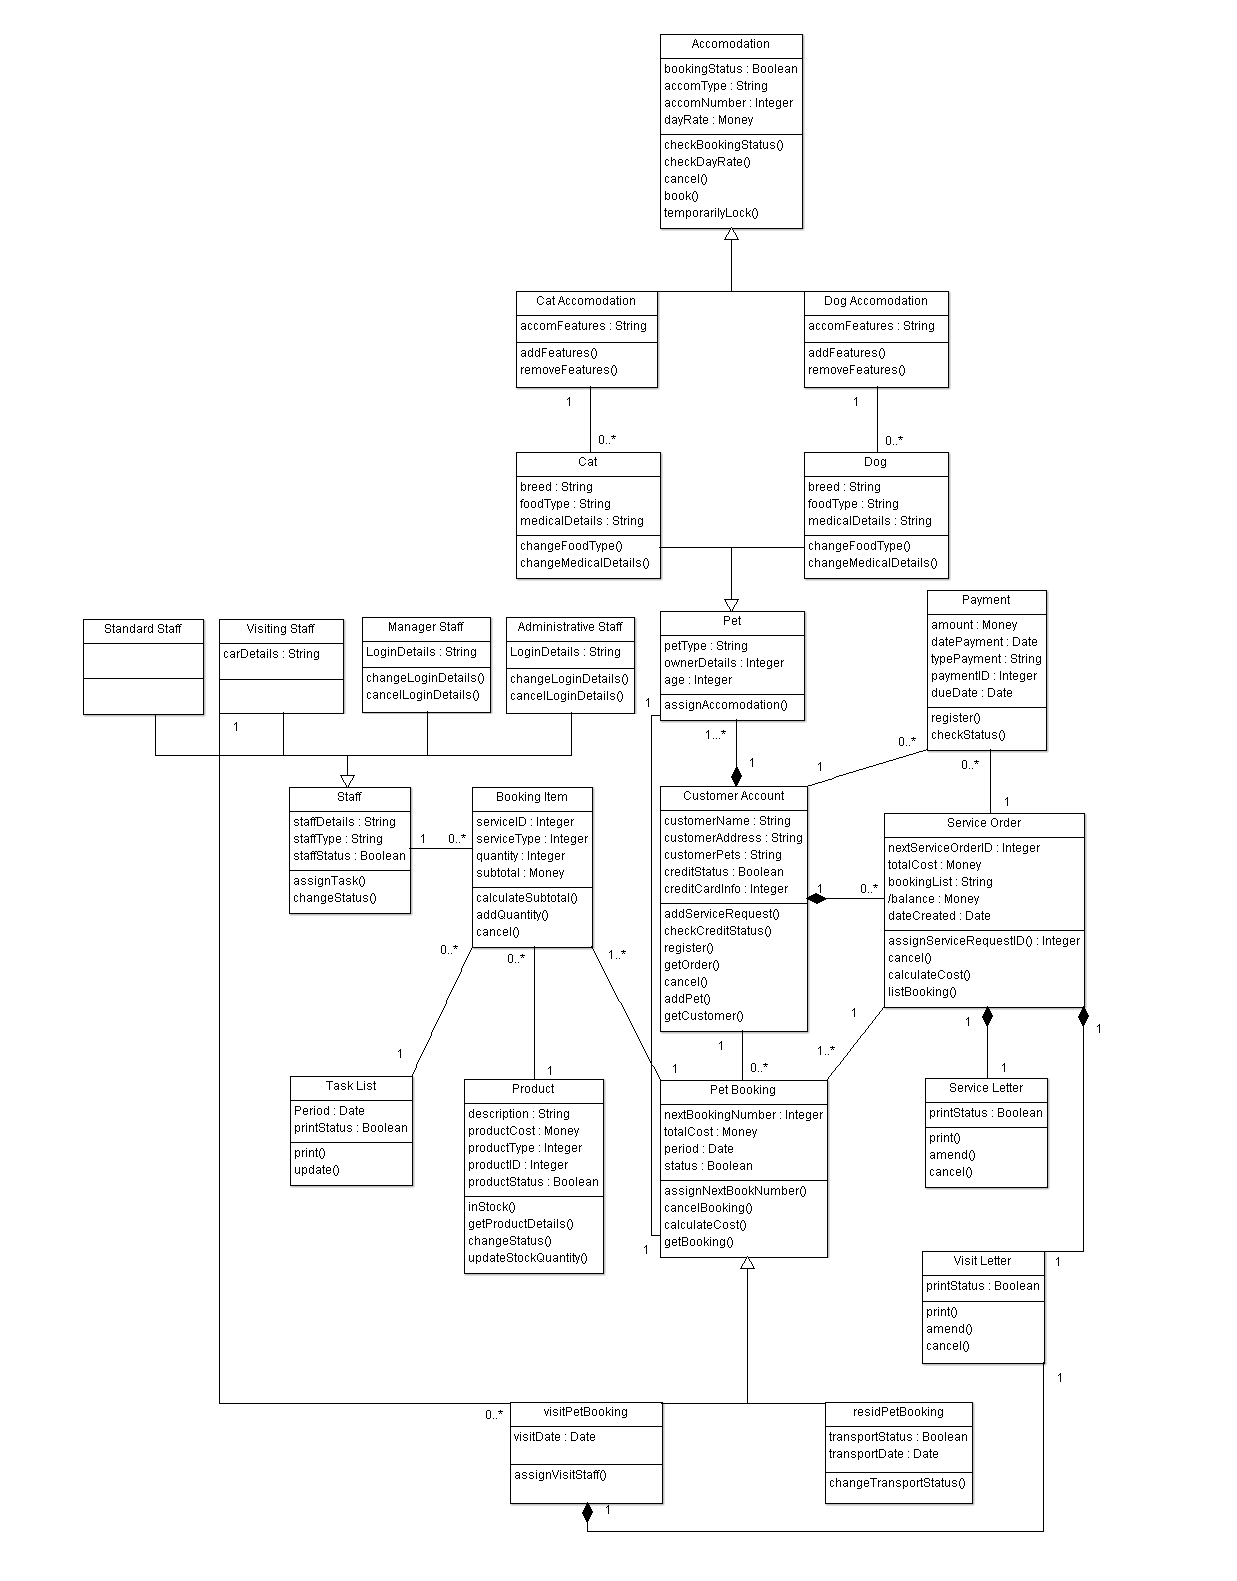 Accomodation
bookingStatus : Boolean
accomType : String
accomNumber : Integer
dayRate : Money
checkBookingStatus()
checkDayRate()
cancel()
book()
temporarilyLock()
Cat Accomodation
accomFeatures : String
addFeatures()
removeFeatures()
Dog Accomodation
accomFeatures : String
addFeatures()
removeFeatures()
1
0..*
1
0..*
Cat
breed : String
foodType : String
medicalDetails : String
changeFoodType()
changeMedicalDetails()
Dog
breed : String
foodType : String
medicalDetails : String
changeFoodType()
changeMedicalDetails()
Standard Staff
Visiting Staff
carDetails : String
1
Manager Staff
LoginDetails : String
changeLoginDetails()
cancelLoginDetails()
Administrative Staff
LoginDetails : String
changeLoginDetails()
cancelLoginDetails()
Pet
petType : String
ownerDetails : Integer
age : Integer
assignAccomodation()
1
1...*
1
Payment
amount : Money
datePayment : Date
typePayment : String
paymentID : Integer
dueDate : Date
register()
checkStatus()
0..*
1
0..*
1
Staff
staffDetails : String
staffType : String
staffStatus : Boolean
assignTask()
changeStatus()
1
0..*
Booking Item
serviceID : Integer
serviceType : Integer
quantity : Integer
subtotal : Money
calculateSubtotal()
addQuantity()
cancel()
0..*
0..*
1..*
Customer Account
customerName : String
customerAddress : String
customerPets : String
creditStatus : Boolean
creditCardInfo : Integer
addServiceRequest()
checkCreditStatus()
register()
getOrder()
cancel()
addPet()
getCustomer()
1
0..*
Service Order
nextServiceOrderID : Integer
totalCost : Money
bookingList : String
/balance : Money
dateCreated : Date
assignServiceRequestID() : Integer
cancel()
calculateCost()
listBooking()
1
1
1
1
1
1
0..*
1
1..*
1
Task List
Period : Date
printStatus : Boolean
print()
update()
Product
description : String
productCost : Money
productType : Integer
productID : Integer
productStatus : Boolean
inStock()
getProductDetails()
changeStatus()
updateStockQuantity()
Pet Booking
nextBookingNumber : Integer
totalCost : Money
period : Date
status : Boolean
assignNextBookNumber()
cancelBooking()
calculateCost()
getBooking()
1
Service Letter
printStatus : Boolean
print()
amend()
cancel()
Visit Letter
printStatus : Boolean
print()
amend()
cancel()
1
1
0..*
visitPetBooking
visitDate : Date
assignVisitStaff()
1
residPetBooking
transportStatus : Boolean
transportDate : Date
changeTransportStatus()